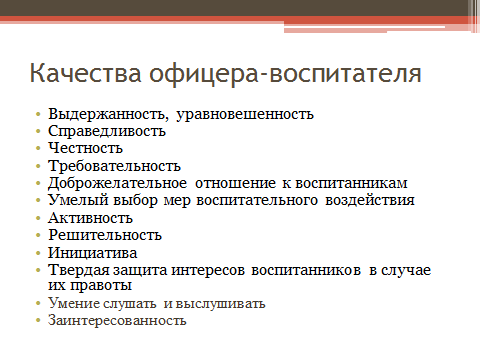 Качества офицера-воспитателя
• Выдержанность, уравновешенность
• Справедливость
• Честность
• Требовательность
• Доброжелательное отношение к воспитанникам
• Умелый выбор мер воспитательного воздействия
• Активность
• Решительность
• Инициатива
• Твердая защита интересов воспитанников в случае
их правоты
• Умение слушать и выслушивать
• Заинтересованность